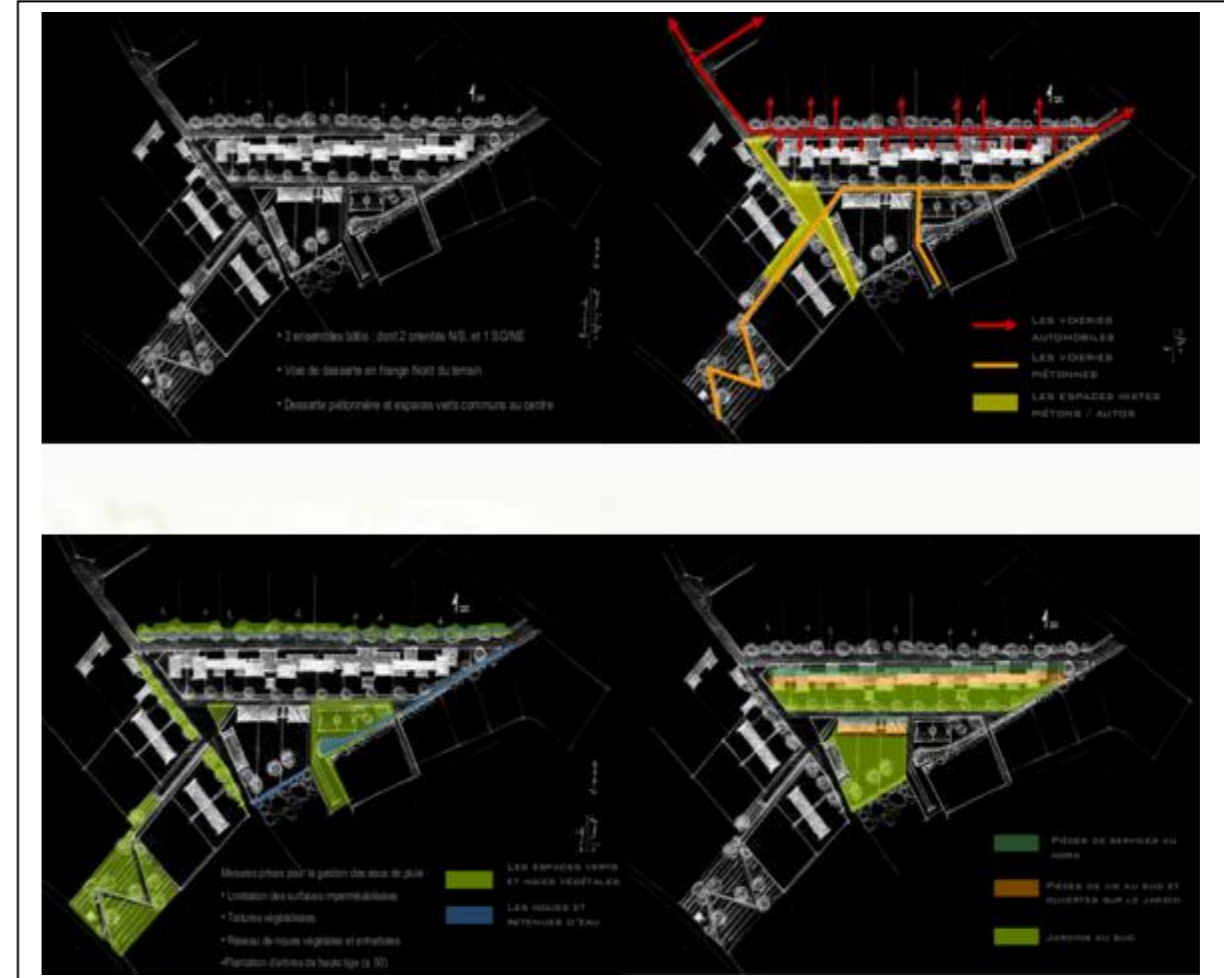 • 3 ensembles bâtis : dont 2 orientés N/S, et 1 SO/NE
• Voie de desserte en frange Nord du terrain
• Desserte piétonnière et espaces verts communs au centre
LES VOIERIES
AUTOMOBILES
LES VOIERIES
PIÉTONNES
LES ESPACES MIXTES
PIÉTONS / AUTOS
Mesures prises pour la gestion des eaux de pluie :
• Limitation des surfaces imperméabilisées
• Toitures végétalisées
• Réseau de noues végétales et enherbées
•Plantation d'arbres de haute tige (± 60)
LES ESPACES VERTS
ET HAIES VÉGÉTALES
LES NOUES ET
RETENUES D'EAU
PIÈCES DE SERVICES AU
NORD
PIÈCES DE VIE AU SUD ET
OUVERTES SUR LE JARDIN
JARDINS AU SUD